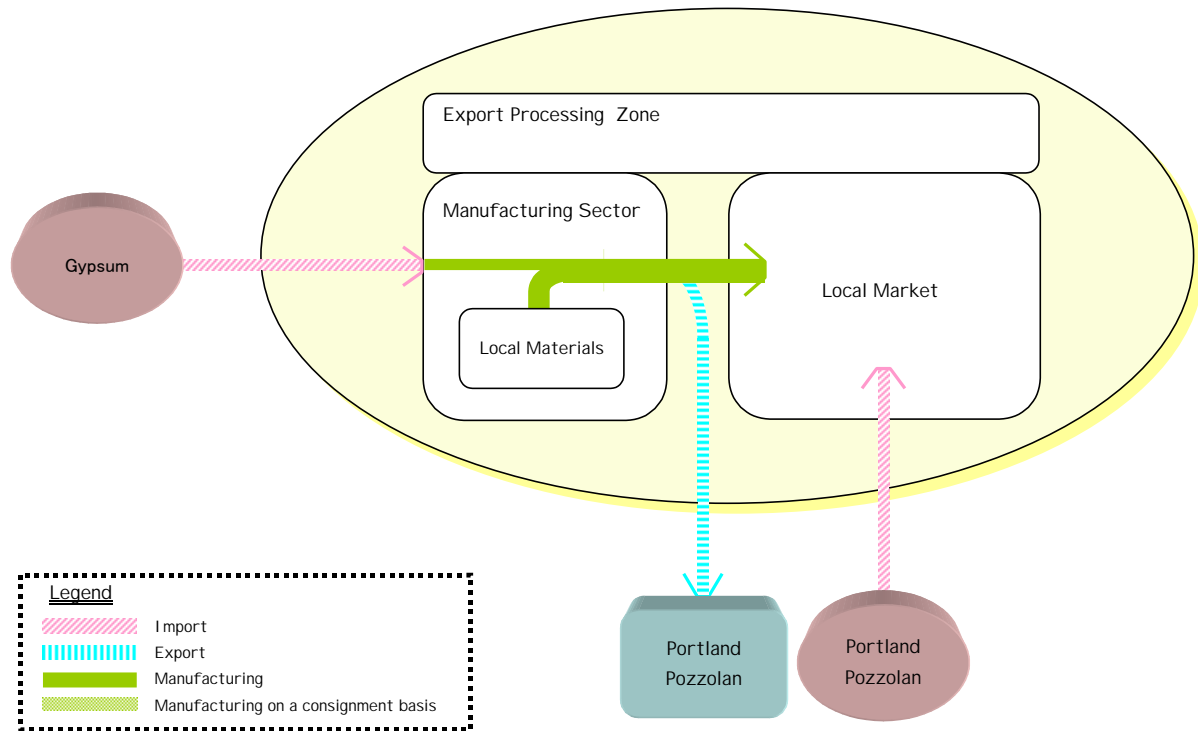 Export Processing Zone
Manufacturing Sector
Gypsum
Local Market
Local Materials
Legend
Import
Export
Manufacturing
Manufacturing on a consignment basis
Portland
Pozzolan
Portland
Pozzolan